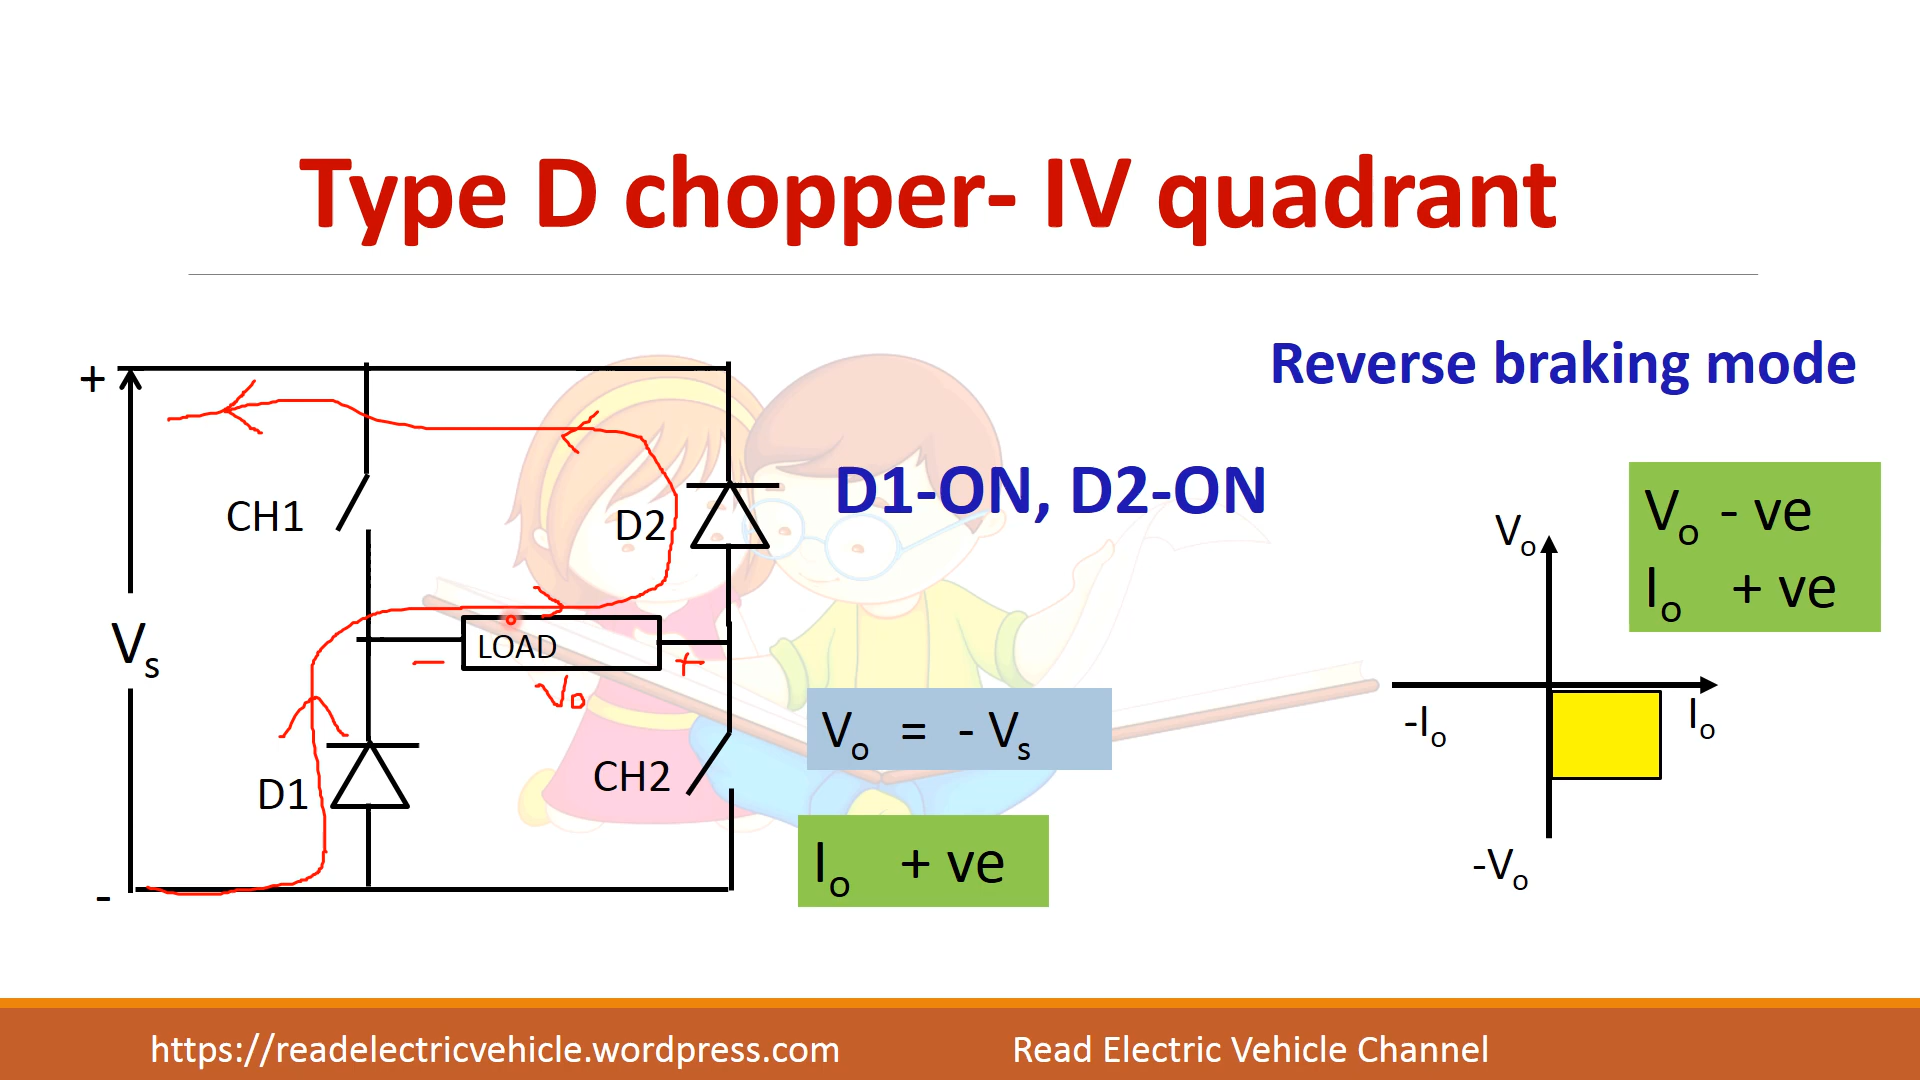 Type D chopper- IV quadrant
Reverse braking mode
+
CH1
D2
D1-ON, D2-ON
Vo
Vo - ve
Io + ve
Vs
LOAD
- +
Vo
-Io
Io
Vo = - Vs
D1
CH2
Io + ve
-Vo
-
https://readelectricvehicle.wordpress.com
Read Electric Vehicle Channel